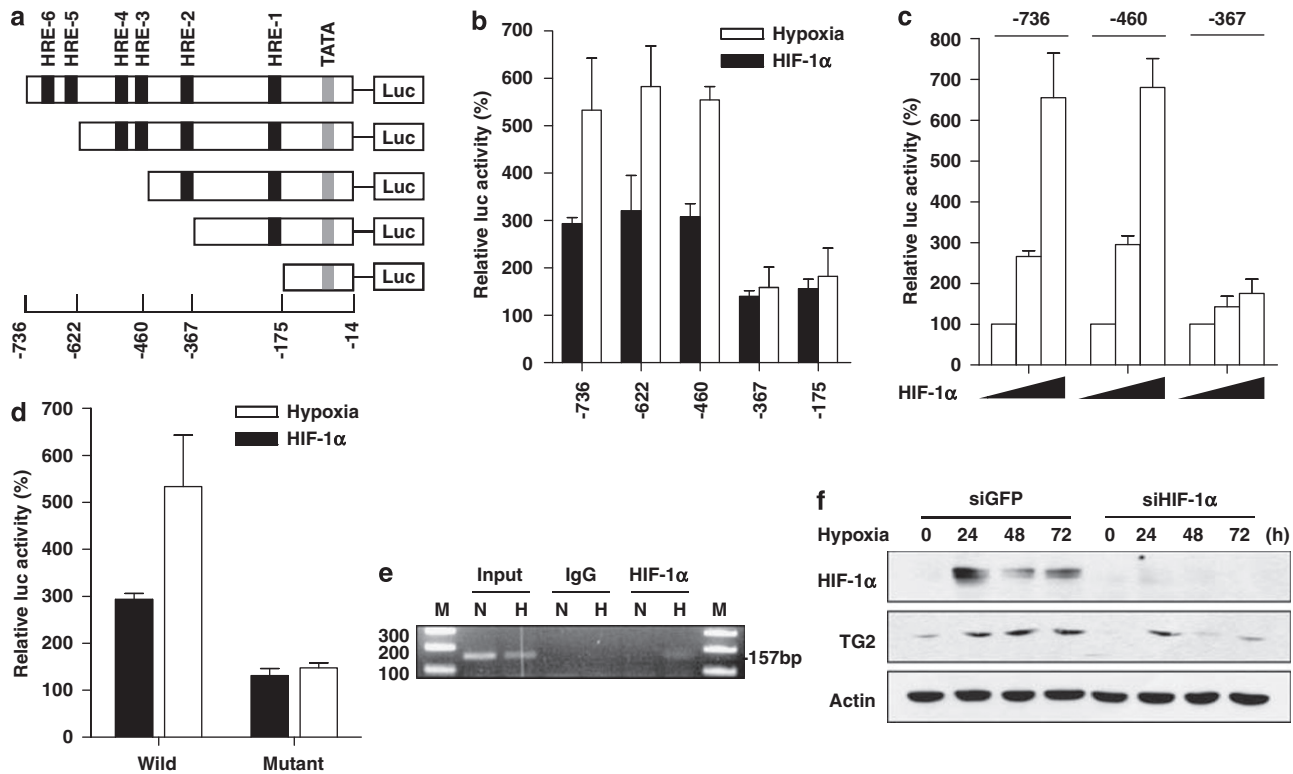 a
HRE-6
HRE-5
HRE-4
HRE-3
HRE-2
HRE-1
TATA
Luc
Luc
Luc
Luc
Luc
-736
-622
-460
-367
-175
-14
b
Relative luc activity (%)
700
600
500
400
300
200
100
0
Hypoxia
HIF-1α
-736
-622
-460
-367
-175
c
-736 -460 -367
Relative luc activity (%)
800
700
600
500
400
300
200
100
0
HIF-1α
d
Relative luc activity (%)
700
600
500
400
300
200
100
0
Hypoxia
HIF-1α
Wild Mutant
e
Input IgG HIF-1α
M N H N H N H M
300
200
100
-157bp
f
siGFP siHIF-1α
Hypoxia 0 24 48 72 0 24 48 72 (h)
HIF-1α
TG2
Actin